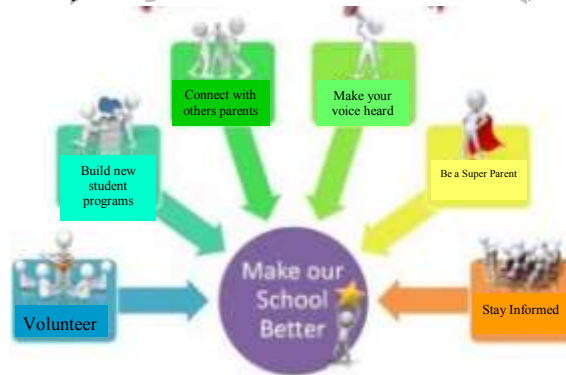 Connect with
others parents
Make your
voice heard
Build new
student
programs
Be a Super Parent
Volunteer
Make our
School
Better
Stay Informed